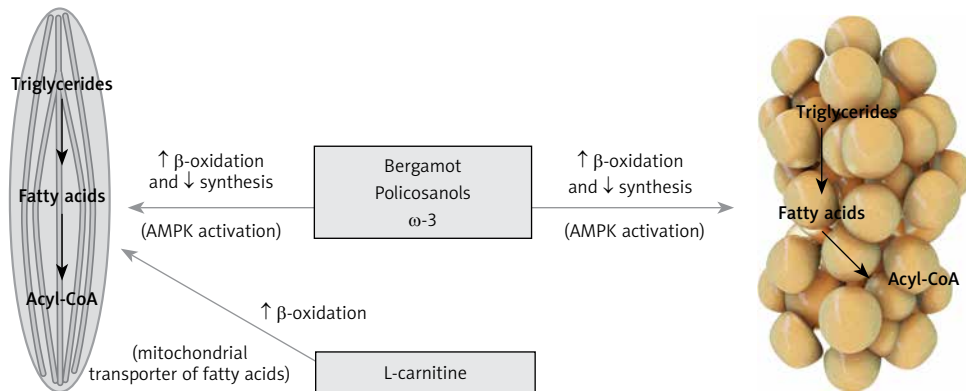 Triglycerides
Fatty acids
Acyl-CoA
↑ β-oxidation
and ↓ synthesis
(AMPK activation)
Bergamot
Policosanols
ω-3
↑ β-oxidation
and ↓ synthesis
(AMPK activation)
Triglycerides
Fatty acids
Acyl-CoA
↑ β-oxidation
(mitochondrial
transporter of fatty acids)
L-carnitine